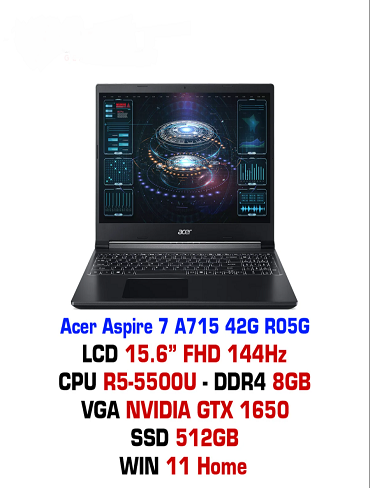 acer
Acer Aspire 7 A715 42G R05G
LCD 15.6” FHD 144Hz
CPU R5-5500U - DDR4 8GB
VGA NVIDIA GTX 1650
SSD 512GB
WIN 11 Home